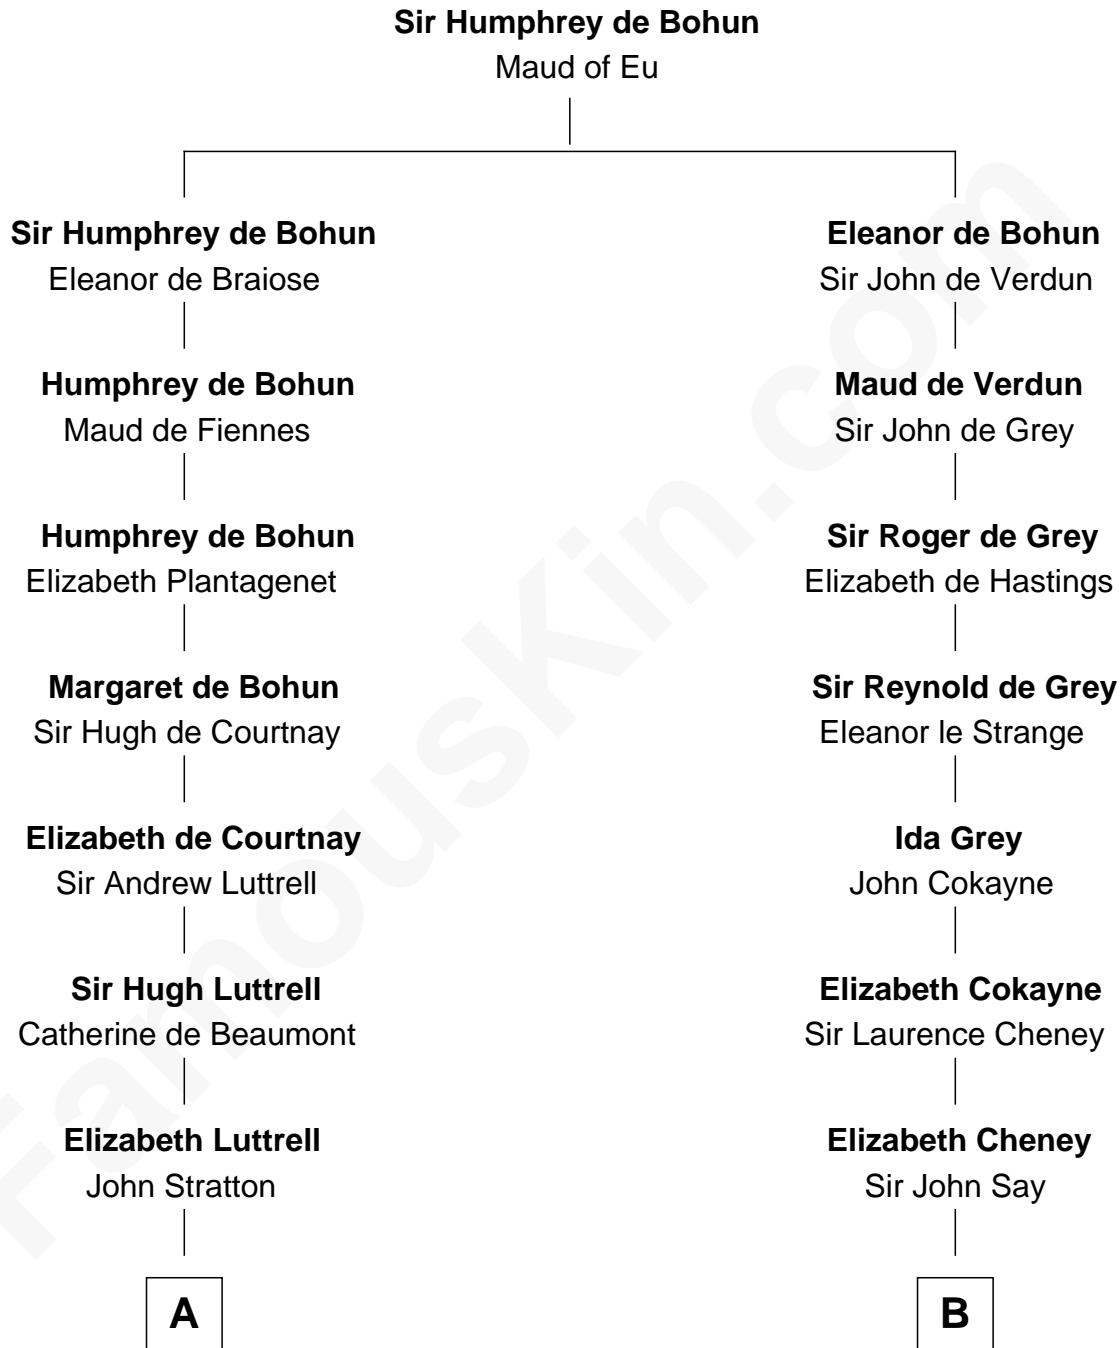 Sir Humphrey de Bohun
Maud of Eu
Sir Humphrey de Bohun
Eleanor de Braiose
Humphrey de Bohun
Maud de Fiennes
Humphrey de Bohun
Elizabeth Plantagenet
Margaret de Bohun
Sir Hugh de Courtnay
Elizabeth de Courtnay
Sir Andrew Luttrell
Sir Hugh Luttrell
Catherine de Beaumont
Elizabeth Luttrell
John Stratton
A
Eleanor de Bohun
Sir John de Verdun
Maud de Verdun
Sir John de Grey
Sir Roger de Grey
Elizabeth de Hastings
Sir Reynold de Grey
Eleanor le Strange
Ida Grey
John Cokayne
Elizabeth Cokayne
Sir Laurence Cheney
Elizabeth Cheney
Sir John Say
B
FamousKin.com